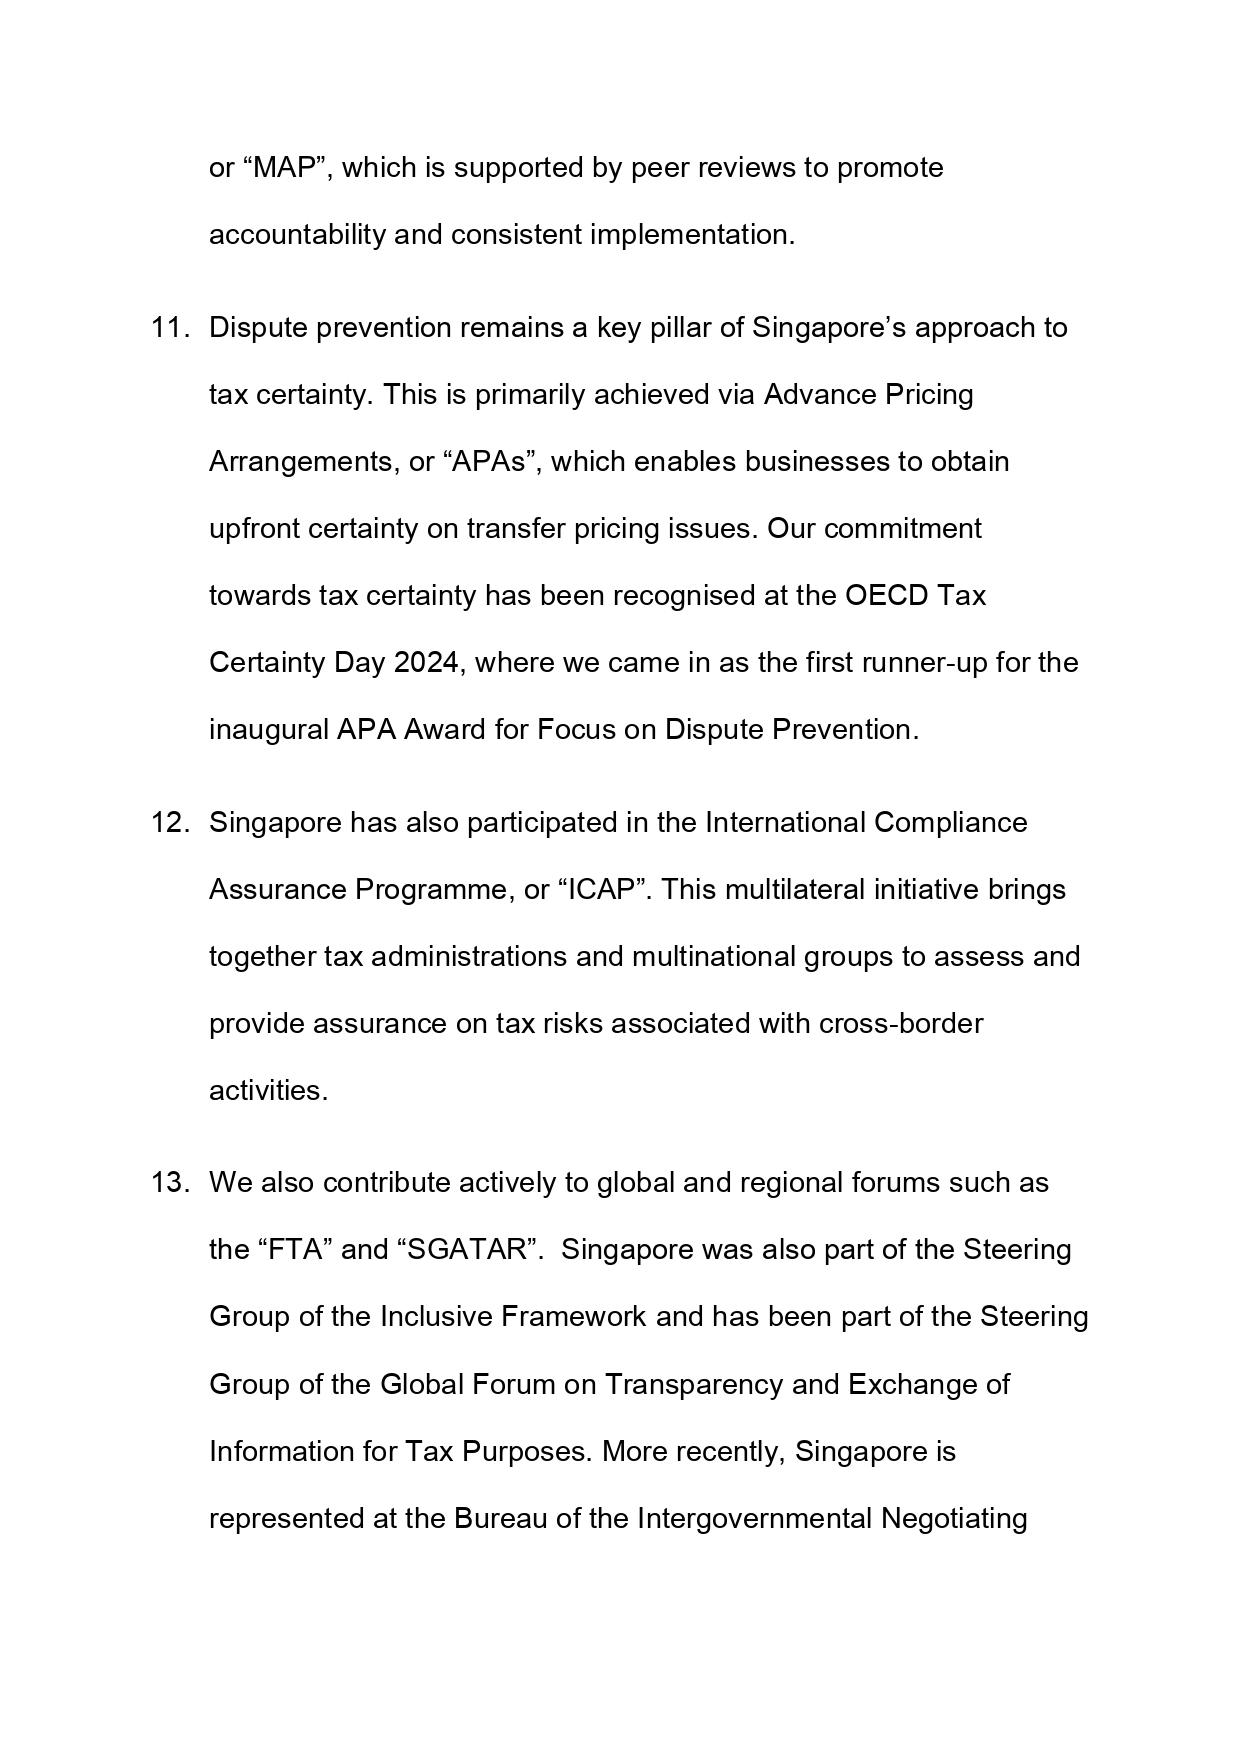 or “MAP”, which is supported by peer reviews to promote
accountability and consistent implementation.
11. Dispute prevention remains a key pillar of Singapore’s approach to
tax certainty. This is primarily achieved via Advance Pricing
Arrangements, or “APAs”, which enables businesses to obtain
upfront certainty on transfer pricing issues. Our commitment
towards tax certainty has been recognised at the OECD Tax
Certainty Day 2024, where we came in as the first runner-up for the
inaugural APA Award for Focus on Dispute Prevention.
12. Singapore has also participated in the International Compliance
Assurance Programme, or “ICAP”. This multilateral initiative brings
together tax administrations and multinational groups to assess and
provide assurance on tax risks associated with cross-border
activities.
13. We also contribute actively to global and regional forums such as
the “FTA” and “SGATAR”.  Singapore was also part of the Steering
Group of the Inclusive Framework and has been part of the Steering
Group of the Global Forum on Transparency and Exchange of
Information for Tax Purposes. More recently, Singapore is
represented at the Bureau of the Intergovernmental Negotiating